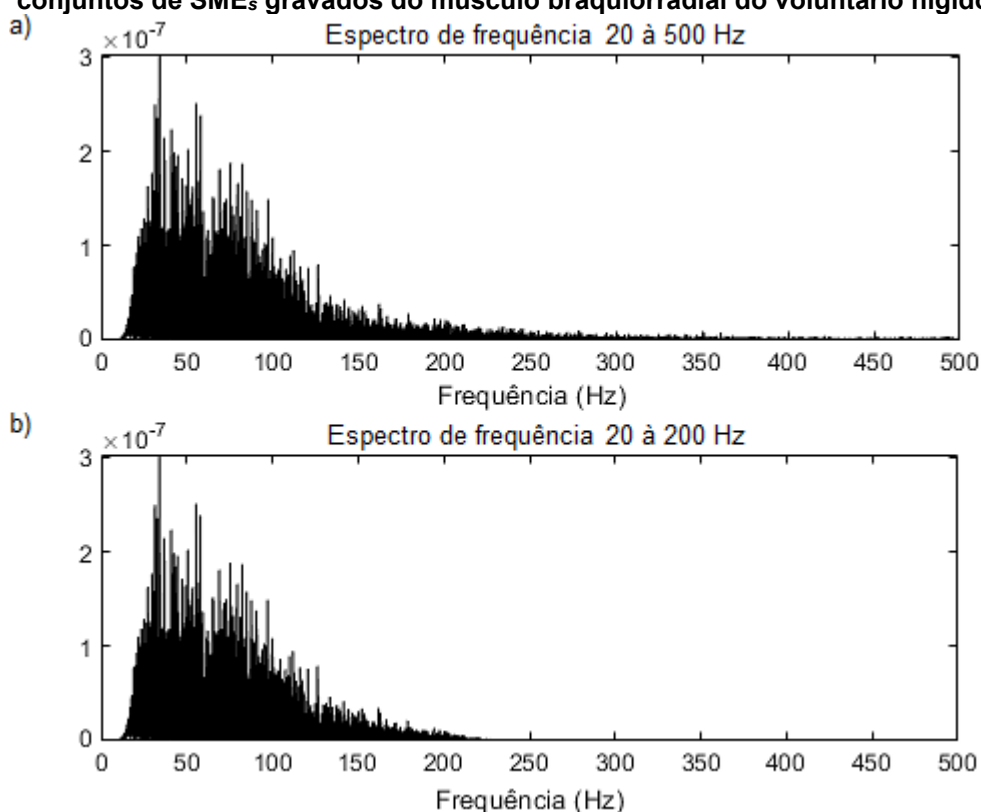 conjuntos de SMEs gravados do músculo braquiorradial do voluntário hígido
a)
×10-7
Espectro de frequência 20 à 500 Hz
3
2
1
0
0 50 100 150 200 250 300 350 400 450 500
Frequência (Hz)
b)
×10-7
Espectro de frequência 20 à 200 Hz
3
2
1
0
0 50 100 150 200 250 300 350 400 450 500
Frequência (Hz)